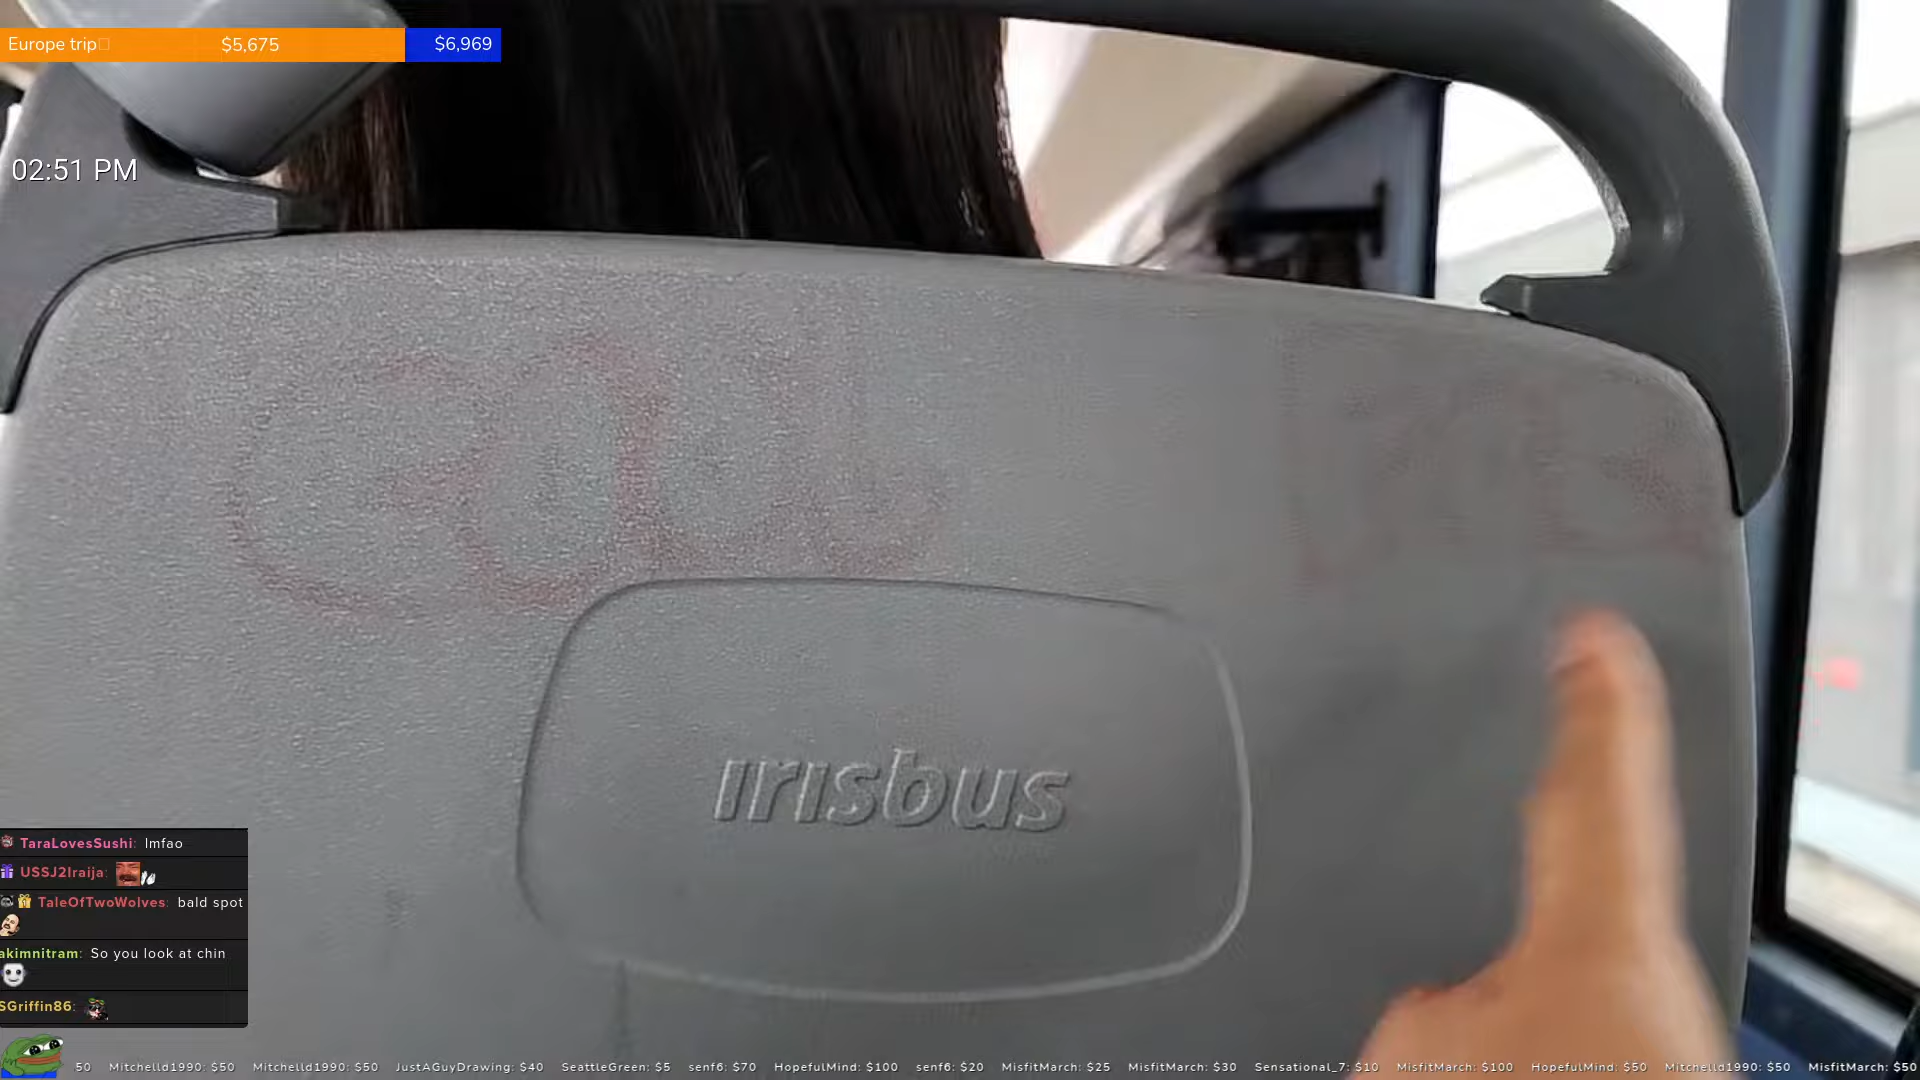 Europe trip $5,675 $6,969
02:51 PM
irisbus
TaraLovesSushi: lmfao
USSJ2Iraija:
TaleOfTwoWolves: bald spot
akimnitram: So you look at chin
SGriffin86:
50 Mitchelld1990: $50 Mitchelld1990: $50 JustAGuyDrawing: $40 SeattleGreen: $5 senf6: $70 HopefulMind: $100 senf6: $20 MisfitMarch: $25 MisfitMarch: $30 Sensational_7: $10 MisfitMarch: $100 HopefulMind: $50 Mitchelld1990: $50 MisfitMarch: $50